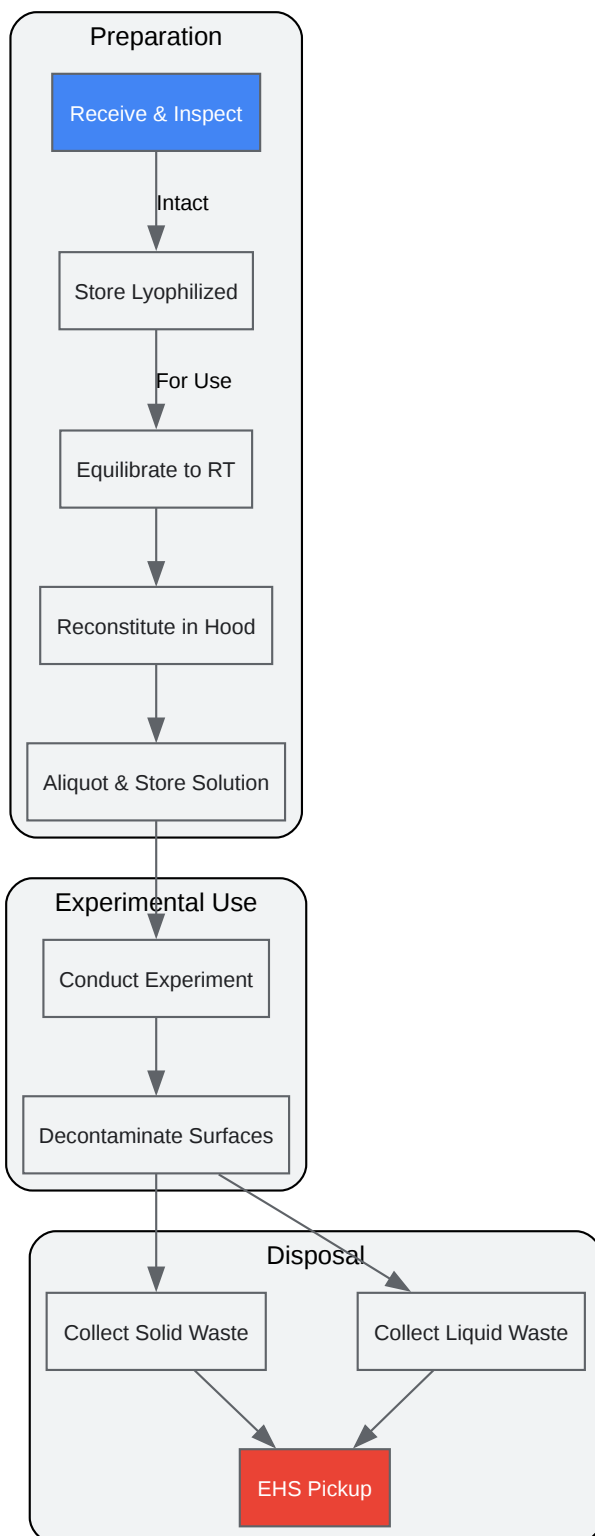 Preparation
Receive & Inspect
Intact
Store Lyophilized
For Use
Equilibrate to RT
Reconstitute in Hood
Aliquot & Store Solution
Experimental Use
Conduct Experiment
Decontaminate Surfaces
Disposal
Collect Solid Waste
Collect Liquid Waste
EHS Pickup